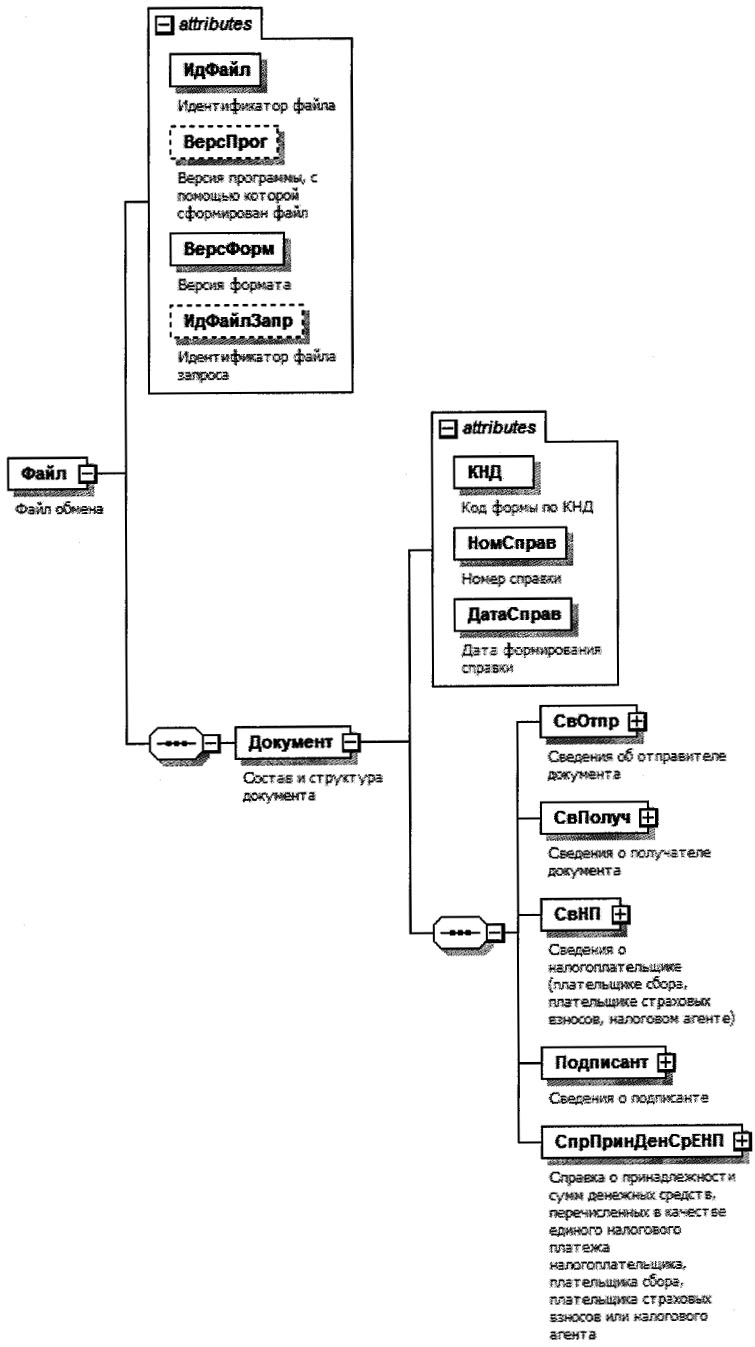 attributes
ИдФайл
Идентификатор файла
ВерсПрог
Версия программы, с
помощью которой
сформирован файл
ВерсФорм
Версия формата
ИдФайлЗапр
Идентификатор файла
запроса
Файл
Файл обмена
attributes
КНД
Код формы по КНД
НомСправ
Номер справки
ДатаСправ
Дата формирования
справки
Документ
Состав и структура
документа
СвОтпр
Сведения об отправителе
документа
СвПолуч
Сведения о получателе
документа
СвНП
Сведения о
налогоплательщике
(плательщике сбора,
плательщике страховых
взносов, налоговом агенте)
Подписант
Сведения о подписанте
СпрПринДенСрЕНП
Справка о принадлежности
сумм денежных средств,
перечисленных в качестве
единого налогового
платежа
налогоплательщика,
плательщика сбора,
плательщика страховых
взносов или налогового
агента